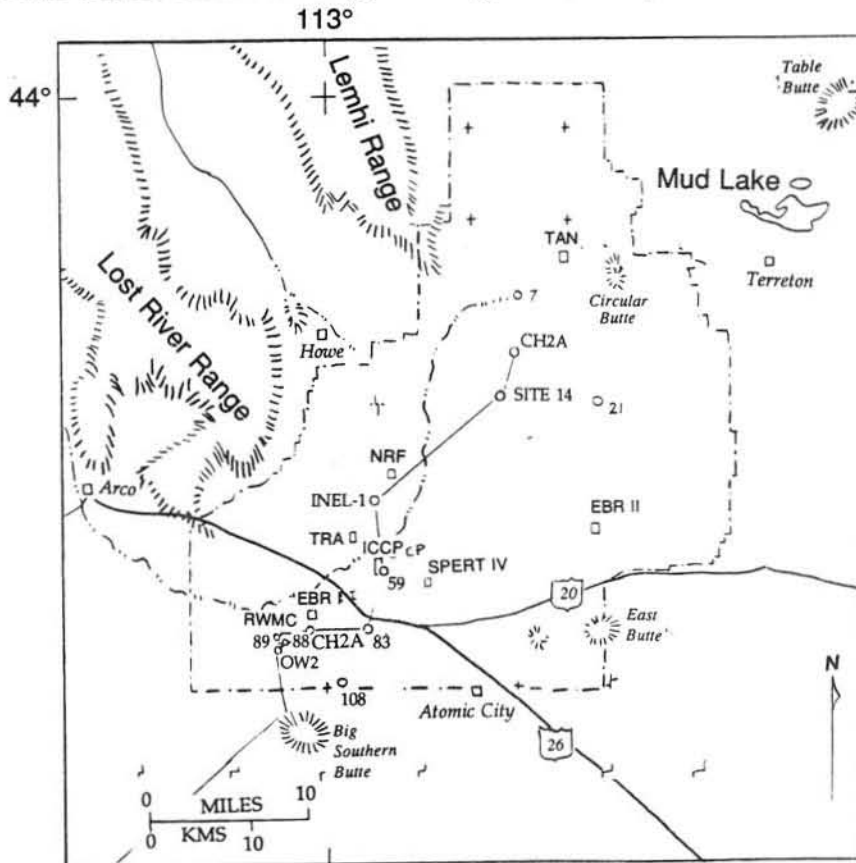 113°
44°
Lemhi Range
Table
Butte
Mud Lake
TAN
Terreton
Circular
Butte
7
Lost River Range
Howe
CH2A
SITE 14
21
NRF
Arco
INEL-1
EBR II
TRA
ICCP
CP
59
SPERT IV
20
EBR I
RWMC
East
Butte
89
88
CH2A
83
OW2
108
Atomic City
N
Big
Southern
Butte
26
0
10
MILES
KMS
0
10